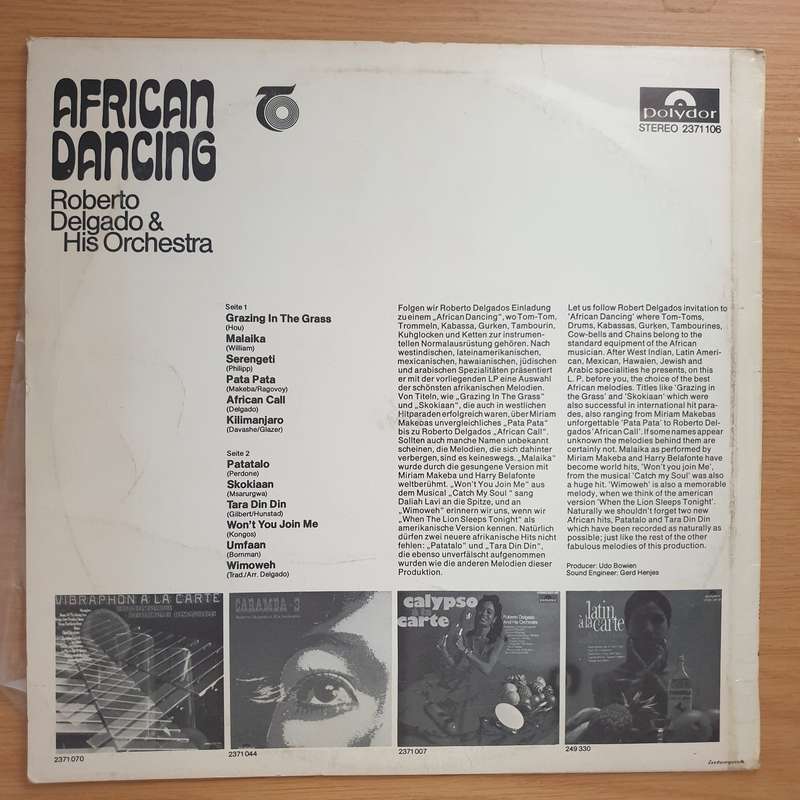 AFRICAN
DANCING
Roberto
Delgado &
His Orchestra
Polydor
STEREO 2371106
Seite 1
Grazing In The Grass
(Hou)
Malaika
(William)
Serengeti
(Philipp)
Pata Pata
(Makeba/Ragovoy)
African Call
(Delgado)
Kilimanjaro
(Davashe/Glazer)
Seite 2
Patatalo
(Perdone)
Skokiaan
(Msarurgwa)
Tara Din Din
(Gilbert/Hunstad)
Won't You Join Me
(Kongos)
Umfaan
(Bornman)
Wimoweh
(Trad./Arr. Delgado)
Folgen wir Roberto Delgados Einladung
zu einem „African Dancing", wo Tom-Tom,
Trommeln, Kabassa, Gurken, Tambourin,
Kuhglocken und Ketten zur instrumen-
tellen Normalausrüstung gehören. Nach
westindischen, lateinamerikanischen,
mexicanischen, hawaianischen, jüdischen
und arabischen Spezialitäten präsentiert
er mit der vorliegenden LP eine Auswahl
der schönsten afrikanischen Melodien.
Von Titeln, wie „Grazing In The Grass"
und „Skokiaan", die auch in westlichen
Hitparaden erfolgreich waren, über Miriam
Makebas unvergleichliches „Pata Pata"
bis zu Roberto Delgados „African Call".
Sollten auch manche Namen unbekannt
scheinen, die Melodien, die sich dahinter
verbergen, sind es keineswegs. „Malaika"
wurde durch die gesungene Version mit
Miriam Makeba und Harry Belafonte
weltberühmt. „Won't You Join Me" aus
dem Musical „Catch My Soul" sang
Daliah Lavi an die Spitze, und an
„Wimoweh" erinnern wir uns, wenn wir
„When The Lion Sleeps Tonight" als
amerikanische Version kennen. Natürlich
dürfen zwei neuere afrikanische Hits nicht
fehlen: „Patatalo" und „Tara Din Din",
die ebenso unverfälscht aufgenommen
wurden wie die anderen Melodien dieser
Produktion.
Let us follow Robert Delgados invitation to
'African Dancing' where Tom-Toms,
Drums, Kabassas, Gurken, Tambourines,
Cow-bells and Chains belong to the
standard equipment of the African
musician. After West Indian, Latin Ameri-
can, Mexican, Hawaien, Jewish and
Arabic specialities he presents, on this
L. P. before you, the choice of the best
African melodies. Titles like 'Grazing in
the Grass' and 'Skokiaan' which were
also successful in international hit para-
des, also ranging from Miriam Makebas
unforgettable 'Pata Pata' to Roberto Del-
gados 'African Call'. If some names appear
unknown the melodies behind them are
certainly not. Malaika as performed by
Miriam Makeba and Harry Belafonte have
become world hits, 'Won't you join Me',
from the musical 'Catch my Soul' was also
a huge hit. 'Wimoweh' is also a memorable
melody, when we think of the american
version 'When the Lion Sleeps Tonight'.
Naturally we shouldn't forget two new
African hits, Patatalo and Tara Din Din
which have been recorded as naturally as
possible; just like the rest of the other
fabulous melodies of this production.
Producer: Udo Bowien
Sound Engineer: Gerd Henjes
VIBRAPHON A LA CARTE
CARAMBA-3
calypso
à la
carte
Roberto Delgado
And His Orchestra
latin
à la carte
2371070
2371044
2371007
249 330